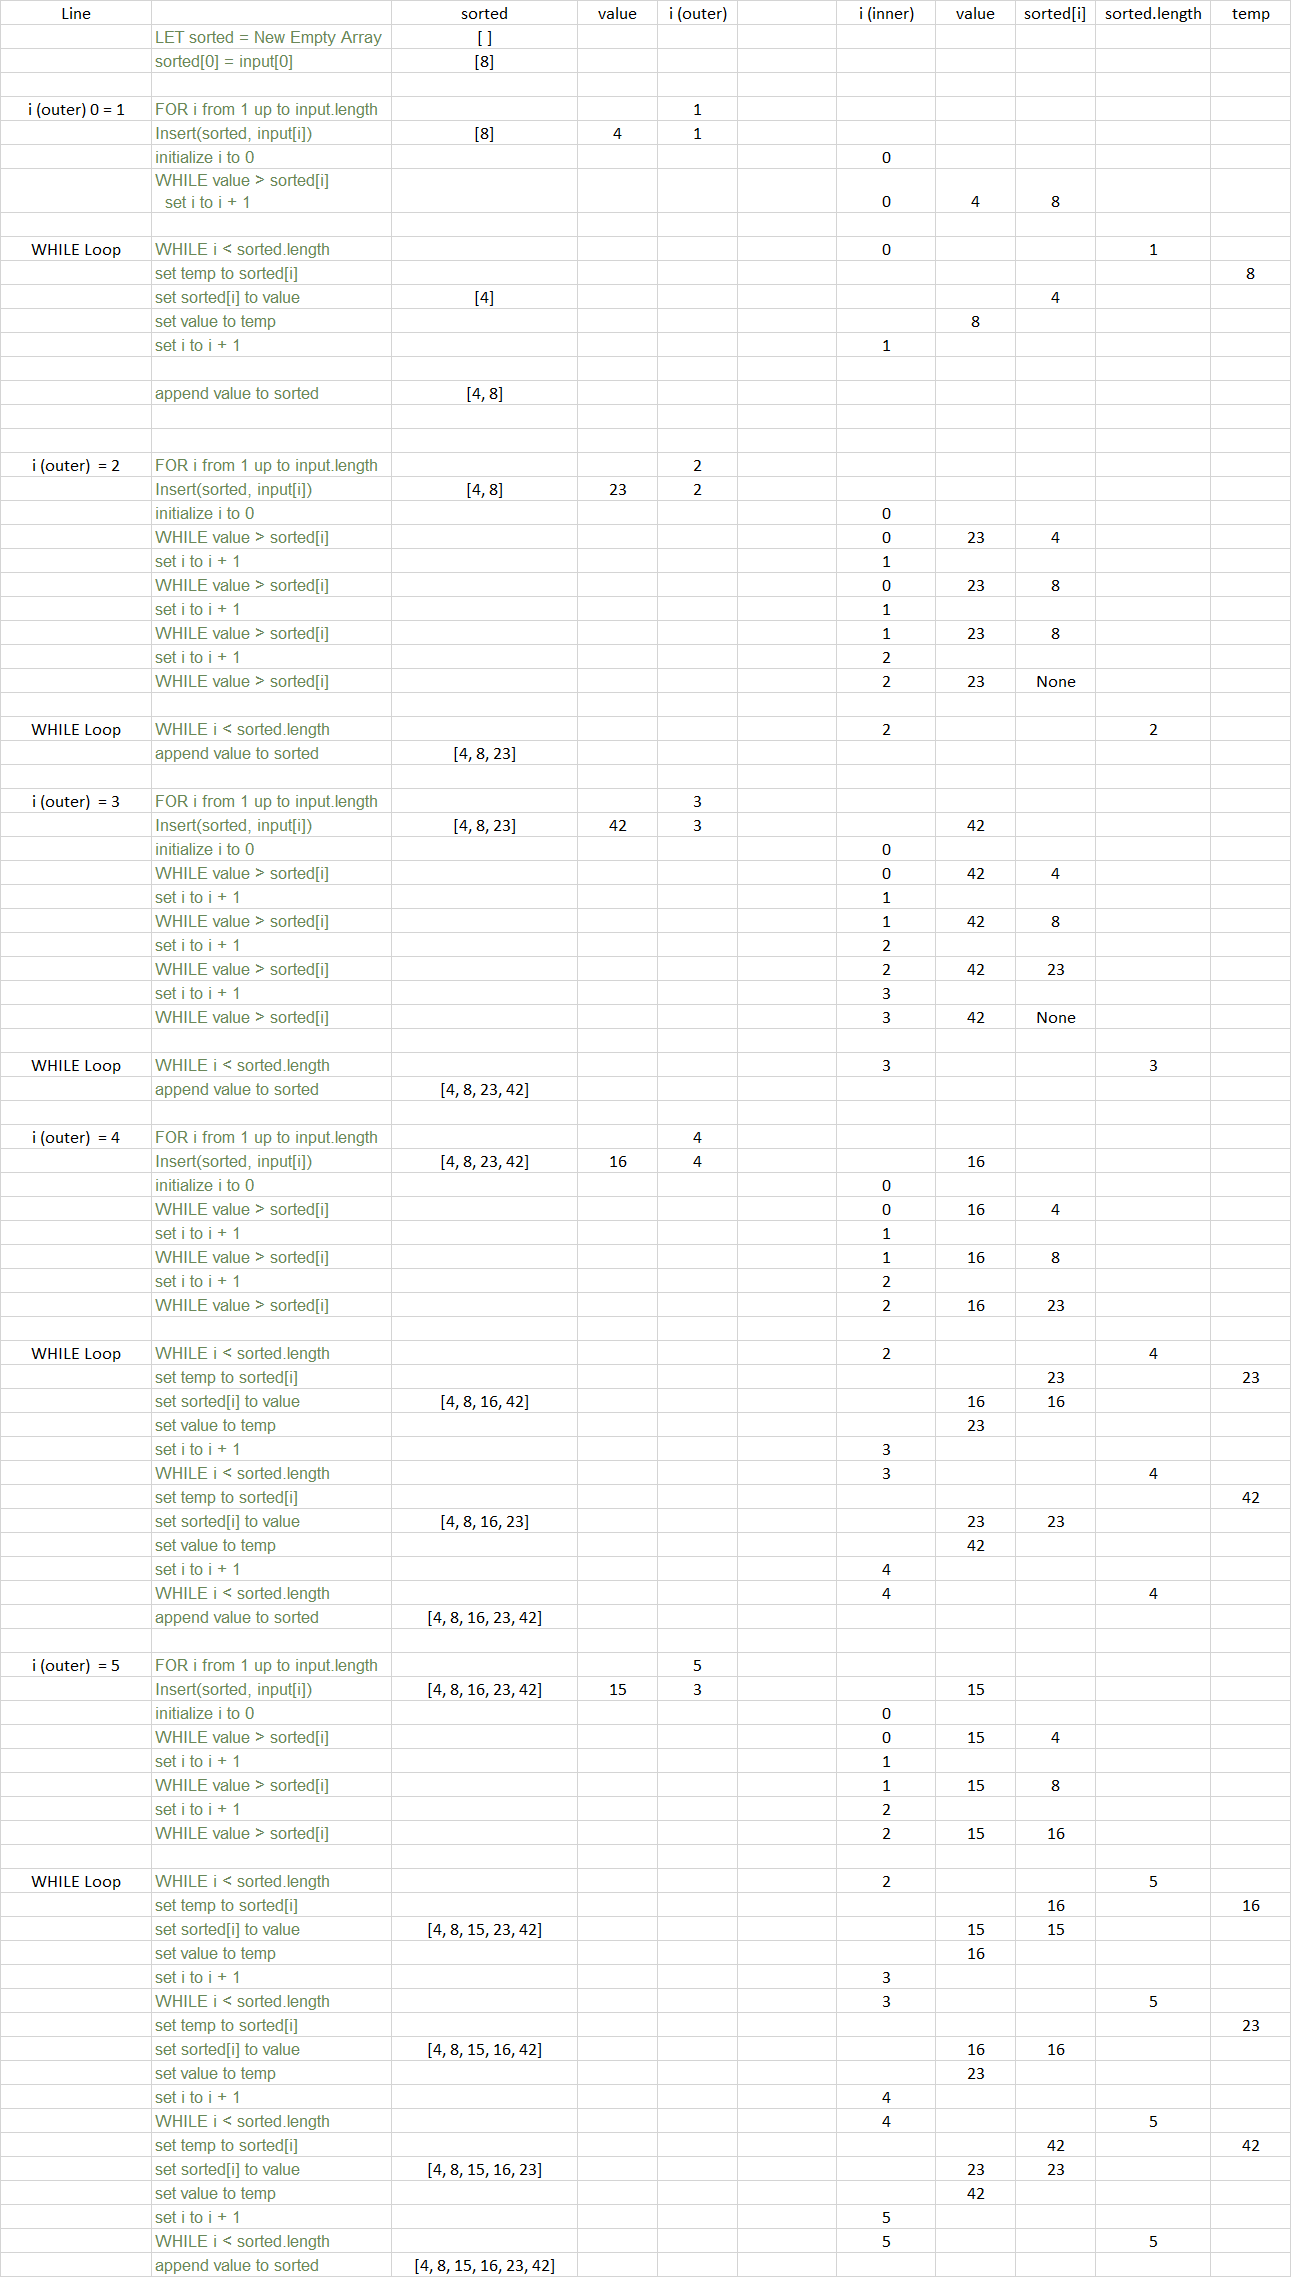 Line sorted value i (outer) i (inner) value sorted[i] sorted.length temp
LET sorted = New Empty Array [ ]
sorted[0] = input[0] [8]
i (outer) 0 = 1 FOR i from 1 up to input.length 1
Insert(sorted, input[i]) [8] 4 1
initialize i to 0 0
WHILE value > sorted[i]
set i to i + 1 0 4 8
WHILE Loop WHILE i < sorted.length 0 1
set temp to sorted[i] 8
set sorted[i] to value [4] 4
set value to temp 8
set i to i + 1 1
append value to sorted [4, 8]
i (outer) = 2 FOR i from 1 up to input.length 2
Insert(sorted, input[i]) [4, 8] 23 2
initialize i to 0 0
WHILE value > sorted[i] 0 23 4
set i to i + 1 1
WHILE value > sorted[i] 0 23 8
set i to i + 1 1
WHILE value > sorted[i] 1 23 8
set i to i + 1 2
WHILE value > sorted[i] 2 23 None
WHILE Loop WHILE i < sorted.length 2 2
append value to sorted [4, 8, 23]
i (outer) = 3 FOR i from 1 up to input.length 3
Insert(sorted, input[i]) [4, 8, 23] 42 3 42
initialize i to 0 0
WHILE value > sorted[i] 0 42 4
set i to i + 1 1
WHILE value > sorted[i] 1 42 8
set i to i + 1 2
WHILE value > sorted[i] 2 42 23
set i to i + 1 3
WHILE value > sorted[i] 3 42 None
WHILE Loop WHILE i < sorted.length 3 3
append value to sorted [4, 8, 23, 42]
i (outer) = 4 FOR i from 1 up to input.length 4
Insert(sorted, input[i]) [4, 8, 23, 42] 16 4 16
initialize i to 0 0
WHILE value > sorted[i] 0 16 4
set i to i + 1 1
WHILE value > sorted[i] 1 16 8
set i to i + 1 2
WHILE value > sorted[i] 2 16 23
WHILE Loop WHILE i < sorted.length 2 4
set temp to sorted[i] 23 23
set sorted[i] to value [4, 8, 16, 42] 16 16
set value to temp 23
set i to i + 1 3
WHILE i < sorted.length 3 4
set temp to sorted[i] 42
set sorted[i] to value [4, 8, 16, 23] 23 23
set value to temp 42
set i to i + 1 4
WHILE i < sorted.length 4 4
append value to sorted [4, 8, 16, 23, 42]
i (outer) = 5 FOR i from 1 up to input.length 5
Insert(sorted, input[i]) [4, 8, 16, 23, 42] 15 3 15
initialize i to 0 0
WHILE value > sorted[i] 0 15 4
set i to i + 1 1
WHILE value > sorted[i] 1 15 8
set i to i + 1 2
WHILE value > sorted[i] 2 15 16
WHILE Loop WHILE i < sorted.length 2 5
set temp to sorted[i] 16 16
set sorted[i] to value [4, 8, 15, 23, 42] 15 15
set value to temp 16
set i to i + 1 3
WHILE i < sorted.length 3 5
set temp to sorted[i] 23
set sorted[i] to value [4, 8, 15, 16, 42] 16 16
set value to temp 23
set i to i + 1 4
WHILE i < sorted.length 4 5
set temp to sorted[i] 42 42
set sorted[i] to value [4, 8, 15, 16, 23] 23 23
set value to temp 42
set i to i + 1 5
WHILE i < sorted.length 5 5
append value to sorted [4, 8, 15, 16, 23, 42]